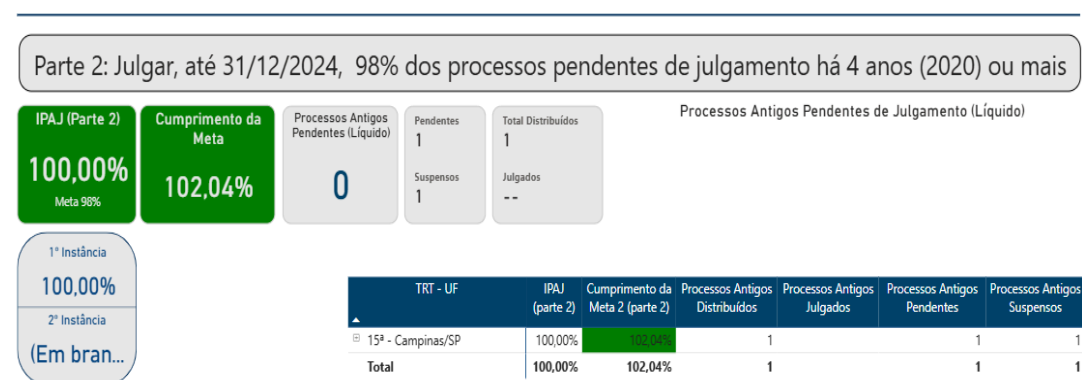 Parte 2: Julgar, até 31/12/2024, 98% dos processos pendentes de julgamento há 4 anos (2020) ou mais
IPAJ (Parte 2)
100,00%
Meta 98%
Cumprimento da
Meta
102,04%
Processos Antigos
Pendentes (Líquido)
0
Pendentes
1
Suspensos
1
Total Distribuídos
1
Julgados
--
Processos Antigos Pendentes de Julgamento (Líquido)
1ª Instância
100,00%
2ª Instância
(Em bran...
TRT - UF IPAJ Cumprimento da Processos Antigos Processos Antigos Processos Antigos Processos Antigos
(parte 2) Meta 2 (parte 2) Distribuídos Julgados Pendentes Suspensos
15ª - Campinas/SP 100,00% 102,04% 1 1 1
Total 100,00% 102,04% 1 1 1